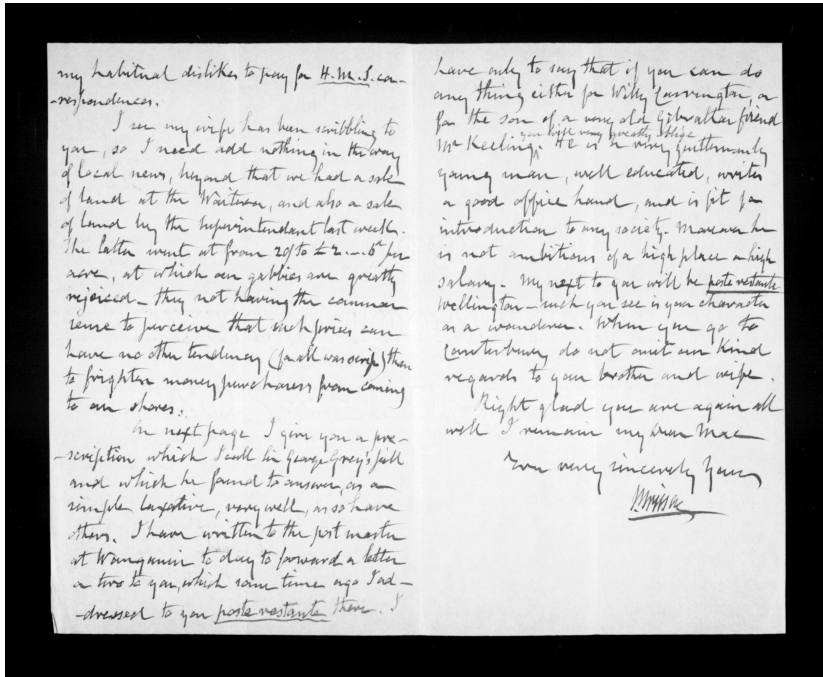 my habitual dislikes to pay for H.M.S. cor-
-respondences.
I see my wife has been scribbling to
you, so I need add nothing in the way
of local news, beyond that we had a sale
of land at the Waitera, and also a sale
of land by the Superintendant last week.
The latter went at from 20/ to £2.–.6d per
acre, at which our gabbies are greatly
rejoiced – they not having the common
sense to perceive that such prices can
have no other tendency (for all was scrip) than
to frighten money purchasers from coming
to our shores.
On next page I give you a pre-
-scription which I call Sir George Grey's pill
and which he found to answer, as a
simple laxative, very well, as so have
others. I have written to the post master
at Wanganui to day to forward a letter
or two to you, which some time ago I ad-
-dressed to you poste restante there. I
have only to say that if you can do
any thing either for Willy Carrington, or
for the son of a very old Gibraltar friend
you will very greatly oblige
Mr Keeling. He is a very gentlemanly
young man, well educated, writes
a good office hand, and is fit for
introduction to any society. Moreover he
is not ambitious of a high place or high
salary. My next to you will be poste restante
Wellington – such you see is your character
as a wanderer. When you go to
Canterbury do not omit our kind
regards to your brother and wife.
Right glad you are again all
well I remain my dear Mac
Ever very sincerely Yours